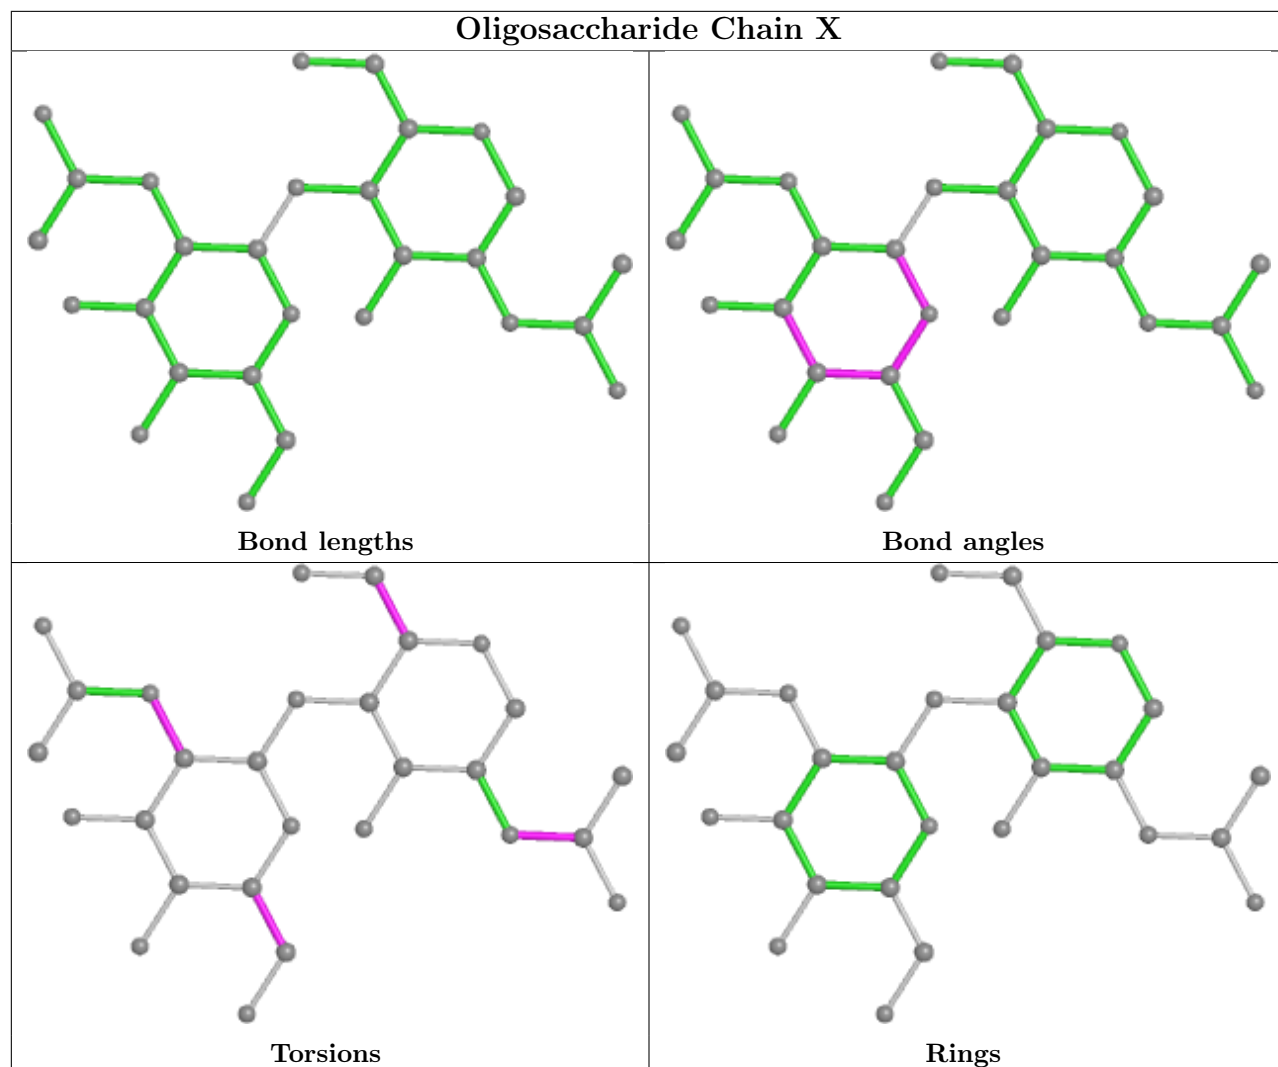 Oligosaccharide Chain X
Bond lengths
Bond angles
Torsions
Rings